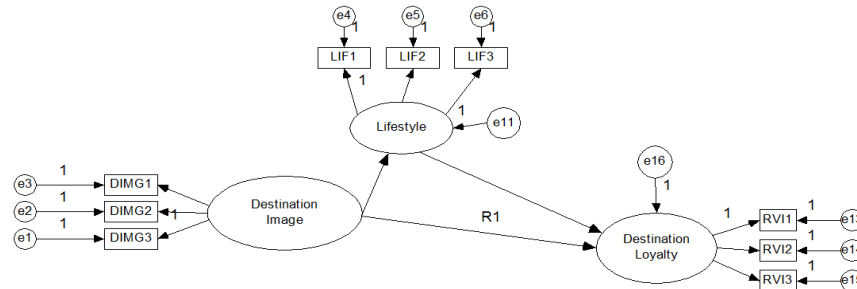 e4
e5
e6
1
1
1
LIF1
LIF2
LIF3
1
1
Lifestyle
e11
e3
1
DIMG1
e2
1
DIMG2
1
e1
1
DIMG3
Destination
Image
R1
e16
1
Destination
Loyalty
1
RVI1
1
RVI2
1
RVI3
1